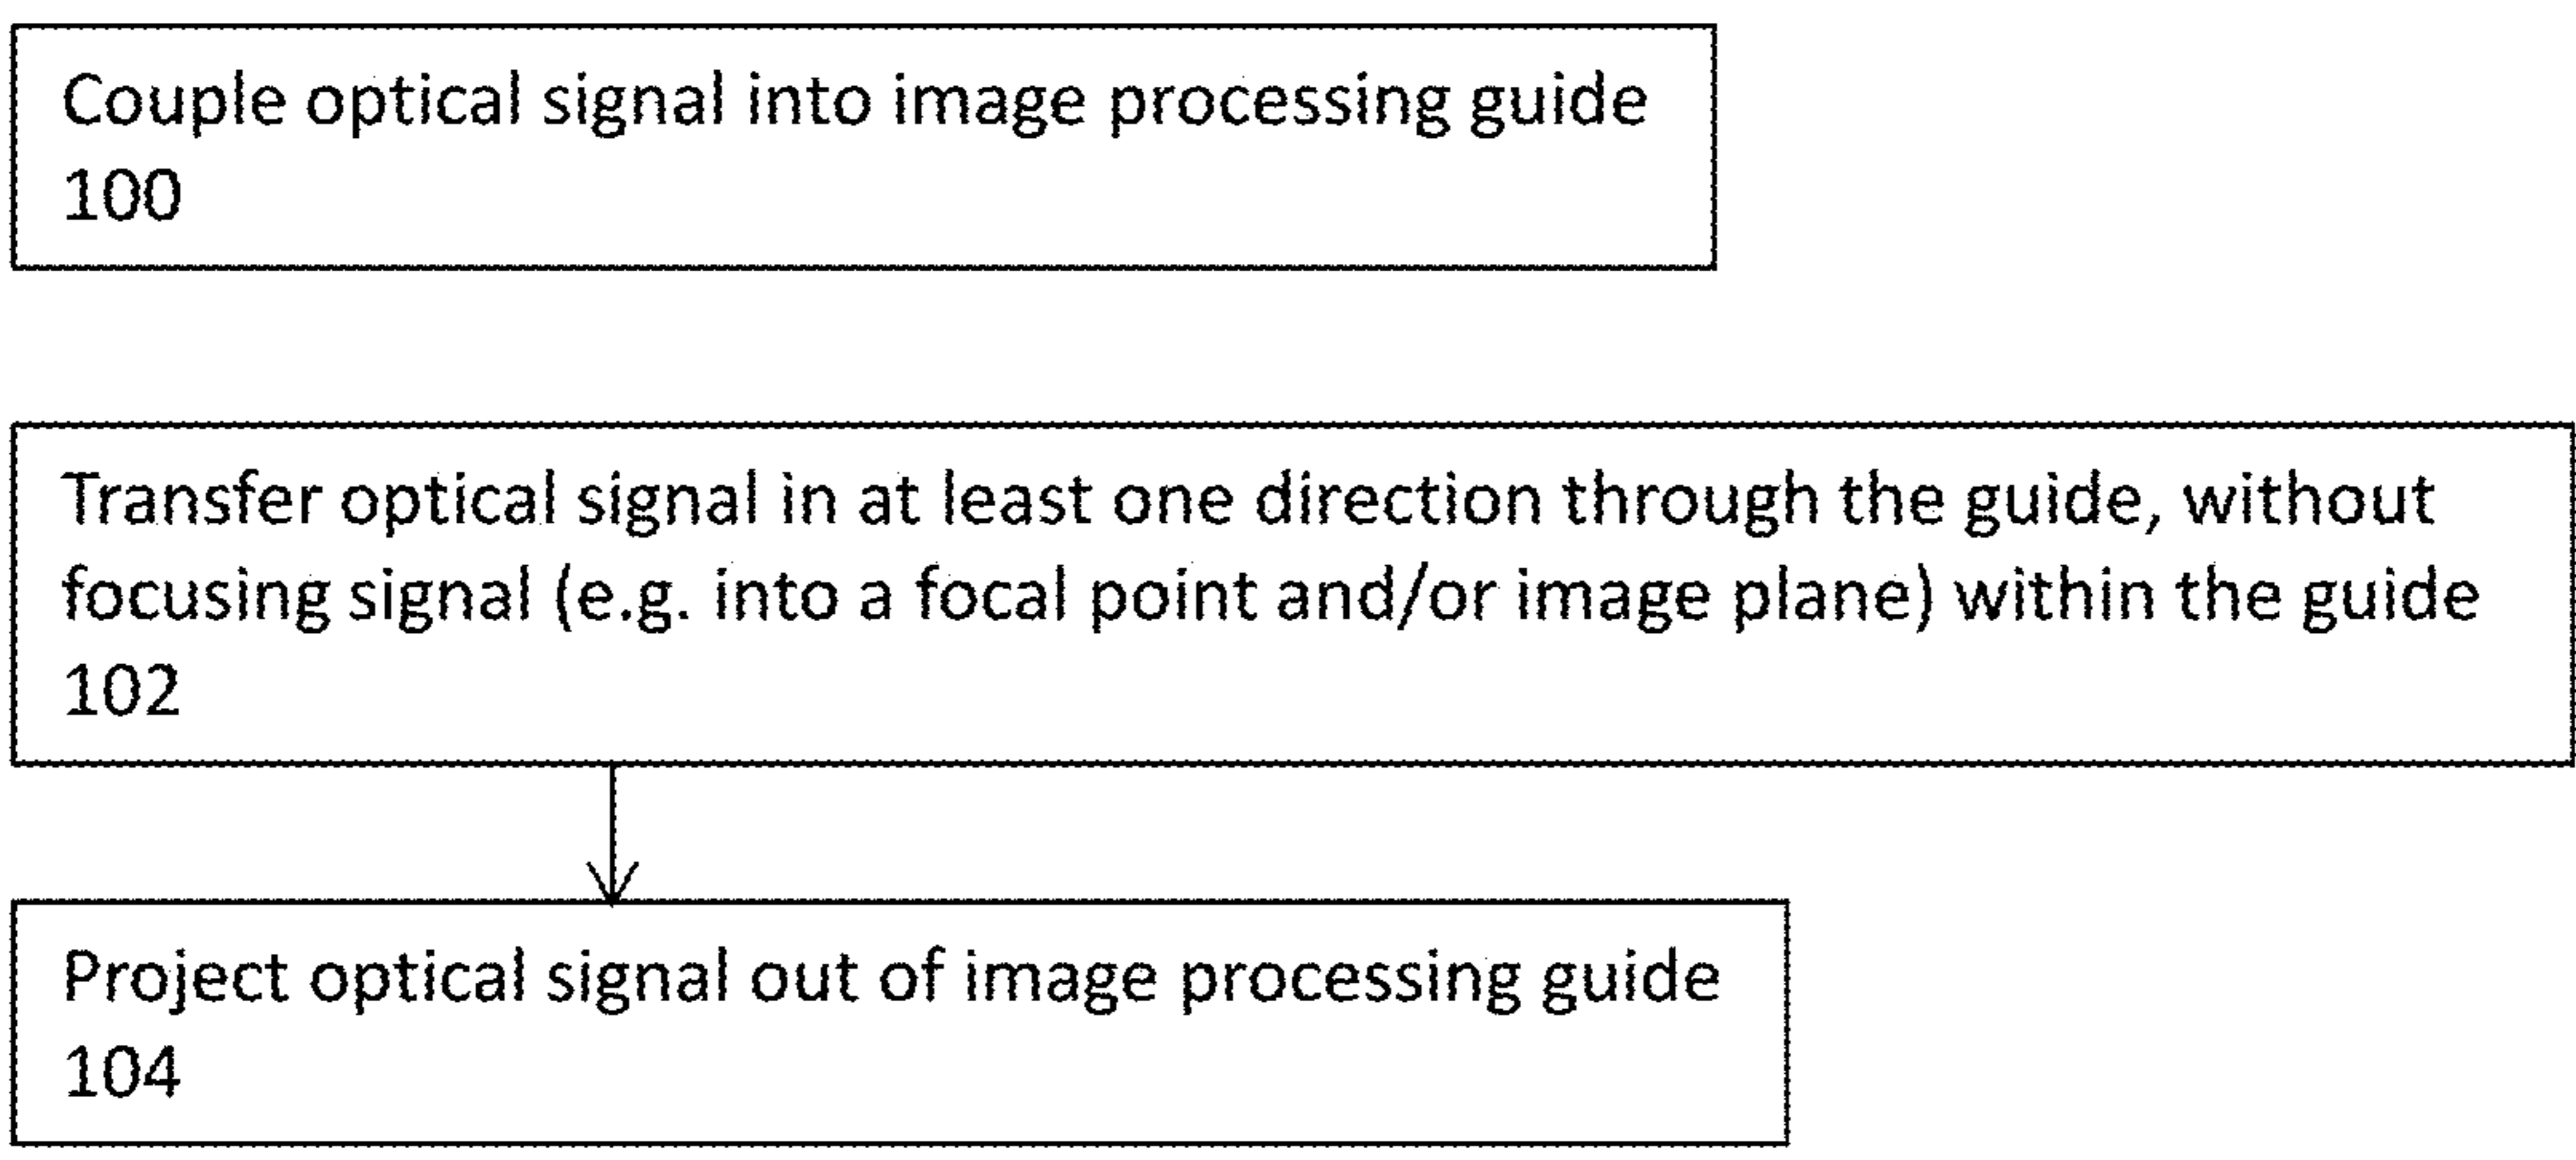 Couple optical signal into image processing guide
100
Transfer optical signal in at least one direction through the guide, without
focusing signal (e.g. into a focal point and/or image plane) within the guide
102
Project optical signal out of image processing guide
104